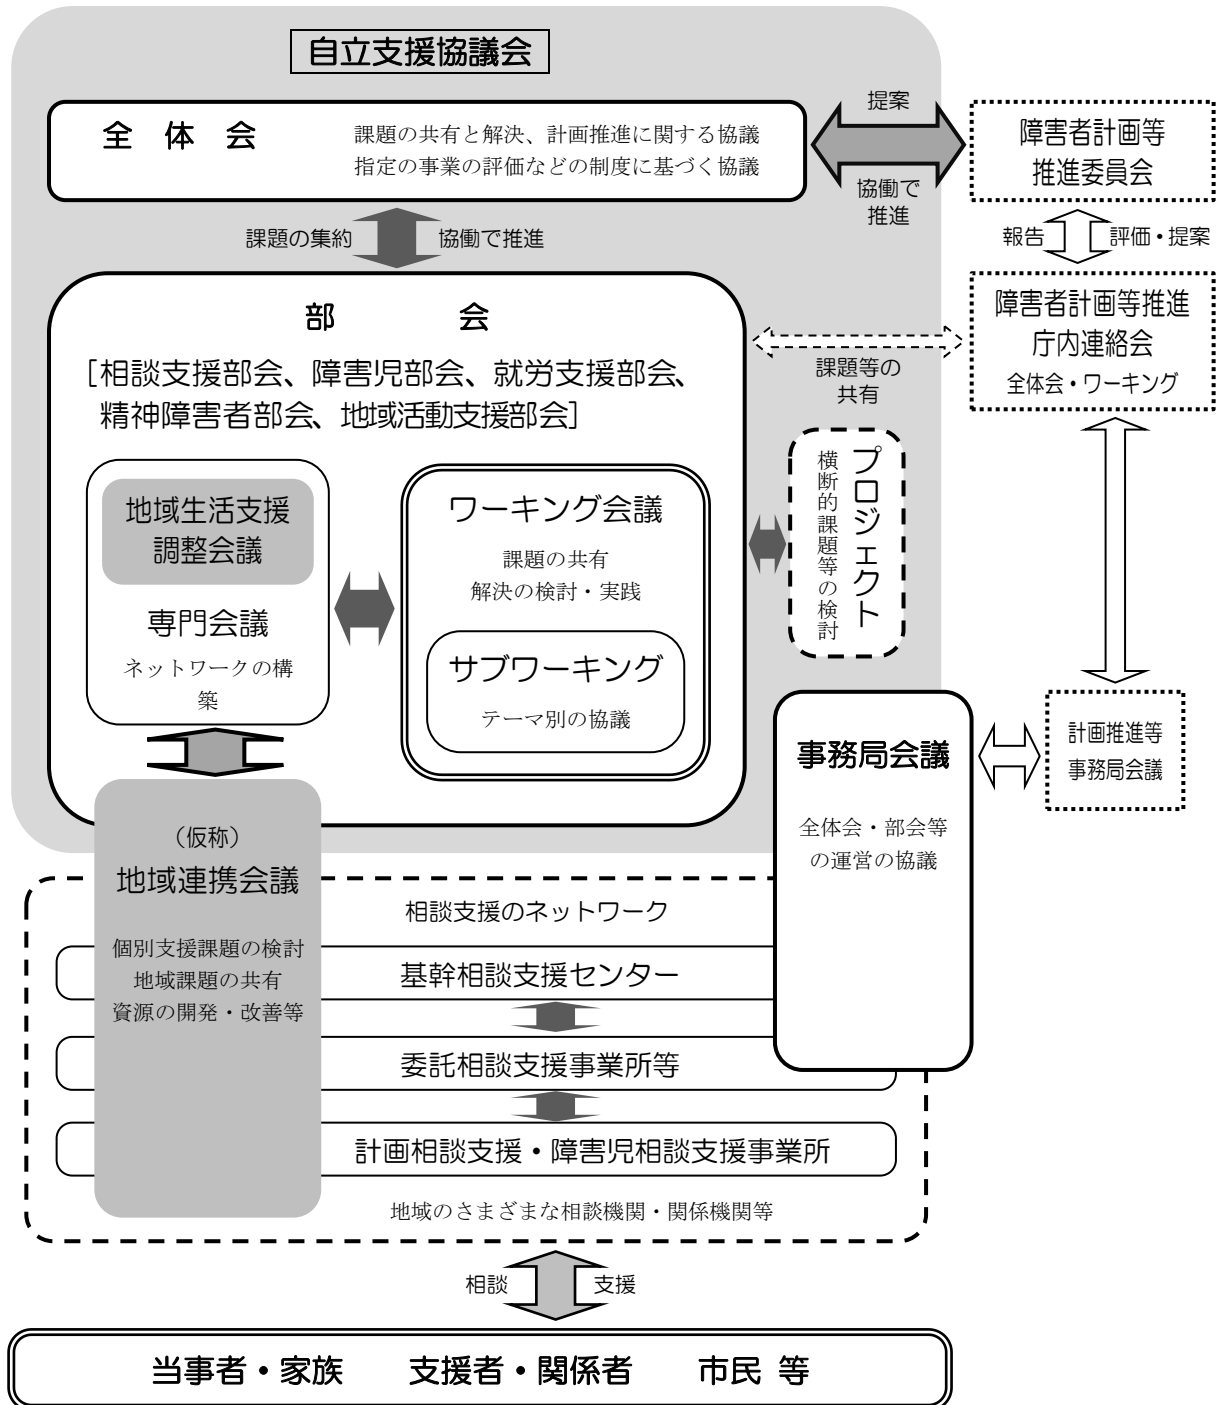 自立支援協議会
全体会
課題の共有と解決、計画推進に関する協議
指定の事業の評価などの制度に基づく協議
提案
協働で
推進
障害者計画等
推進委員会
課題の集約
協働で推進
報告
評価・提案
部会
[相談支援部会、障害児部会、就労支援部会、
精神障害者部会、地域活動支援部会]
課題等の
共有
障害者計画等推進
庁内連絡会
全体会・ワーキング
地域生活支援
調整会議
専門会議
ネットワークの構
築
ワーキング会議
課題の共有
解決の検討・実践
サブワーキング
テーマ別の協議
プロジェクト
横断的課題等の検討
事務局会議
全体会・部会等
の運営の協議
計画推進等
事務局会議
（仮称）
地域連携会議
個別支援課題の検討
地域課題の共有
資源の開発・改善等
相談支援のネットワーク
基幹相談支援センター
委託相談支援事業所等
計画相談支援・障害児相談支援事業所
地域のさまざまな相談機関・関係機関等
相談
支援
当事者・家族　支援者・関係者　市民 等